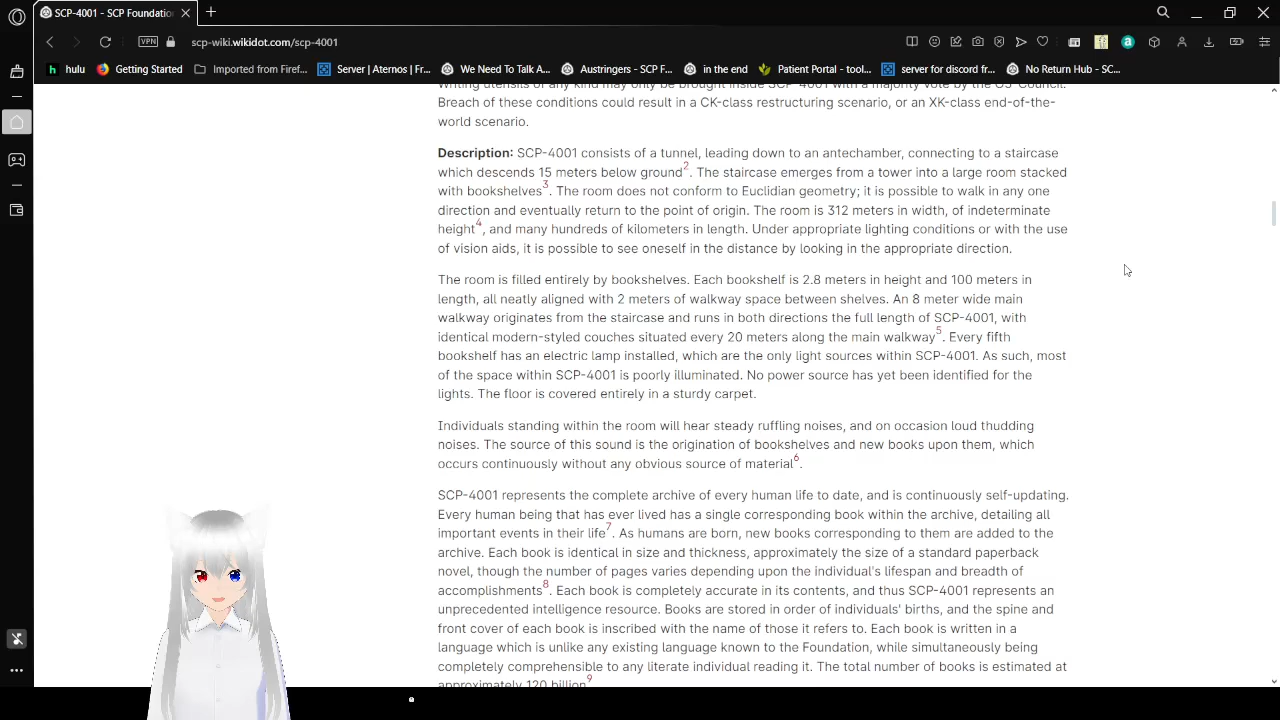 SCP-4001 - SCP Foundatio
scp-wiki.wikidot.com/scp-4001
VPN
hulu
Getting Started
Imported from Firef...
Server | Aternos | Fr...
We Need To Talk A...
Austringers - SCP F...
in the end
Patient Portal - tool...
server for discord fr...
No Return Hub - SC...
Writing utensils of any kind may only be brought inside SCP-4001 with a majority vote by the O5 Council.
Breach of these conditions could result in a CK-class restructuring scenario, or an XK-class end-of-the-
world scenario.
Description: SCP-4001 consists of a tunnel, leading down to an antechamber, connecting to a staircase
which descends 15 meters below ground2. The staircase emerges from a tower into a large room stacked
with bookshelves3. The room does not conform to Euclidian geometry; it is possible to walk in any one
direction and eventually return to the point of origin. The room is 312 meters in width, of indeterminate
height4, and many hundreds of kilometers in length. Under appropriate lighting conditions or with the use
of vision aids, it is possible to see oneself in the distance by looking in the appropriate direction.
The room is filled entirely by bookshelves. Each bookshelf is 2.8 meters in height and 100 meters in
length, all neatly aligned with 2 meters of walkway space between shelves. An 8 meter wide main
walkway originates from the staircase and runs in both directions the full length of SCP-4001, with
identical modern-styled couches situated every 20 meters along the main walkway5. Every fifth
bookshelf has an electric lamp installed, which are the only light sources within SCP-4001. As such, most
of the space within SCP-4001 is poorly illuminated. No power source has yet been identified for the
lights. The floor is covered entirely in a sturdy carpet.
Individuals standing within the room will hear steady ruffling noises, and on occasion loud thudding
noises. The source of this sound is the origination of bookshelves and new books upon them, which
occurs continuously without any obvious source of material6.
SCP-4001 represents the complete archive of every human life to date, and is continuously self-updating.
Every human being that has ever lived has a single corresponding book within the archive, detailing all
important events in their life7. As humans are born, new books corresponding to them are added to the
archive. Each book is identical in size and thickness, approximately the size of a standard paperback
novel, though the number of pages varies depending upon the individual's lifespan and breadth of
accomplishments8. Each book is completely accurate in its contents, and thus SCP-4001 represents an
unprecedented intelligence resource. Books are stored in order of individuals' births, and the spine and
front cover of each book is inscribed with the name of those it refers to. Each book is written in a
language which is unlike any existing language known to the Foundation, while simultaneously being
completely comprehensible to any literate individual reading it. The total number of books is estimated at
approximately 120 billion9